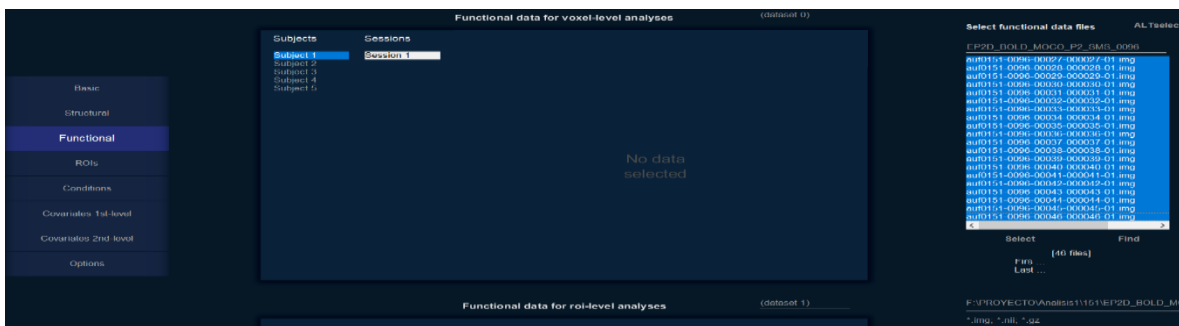 Functional data for voxel-level analyses
(dataset 0)
Subjects
Sessions
Subject 1
Subject 2
Subject 3
Subject 4
Subject 5
Session 1
No data
selected
Basic
Structural
Functional
ROIs
Conditions
Covariates 1st-level
Covariates 2nd-level
Options
Functional data for roi-level analyses
(dataset 1)
Select functional data files
ALTselec
EP2D_BOLD_MOCO_P2_SMS_0096
auf0151-0096-00027-000027-01.img
auf0151-0096-00028-000028-01.img
auf0151-0096-00029-000029-01.img
auf0151-0096-00030-000030-01.img
auf0151-0096-00031-000031-01.img
auf0151-0096-00032-000032-01.img
auf0151-0096-00033-000033-01.img
auf0151-0096-00034-000034-01.img
auf0151-0096-00035-000035-01.img
auf0151-0096-00036-000036-01.img
auf0151-0096-00037-000037-01.img
auf0151-0096-00038-000038-01.img
auf0151-0096-00039-000039-01.img
auf0151-0096-00040-000040-01.img
auf0151-0096-00041-000041-01.img
auf0151-0096-00042-000042-01.img
auf0151-0096-00043-000043-01.img
auf0151-0096-00044-000044-01.img
auf0151-0096-00045-000045-01.img
auf0151-0096-00046-000046-01.img
Select
Find
[46 files]
Last ...
F:\PROYECTO\Analisis1\151\EP2D_BOLD_M
*.img; *.nii; *.gz